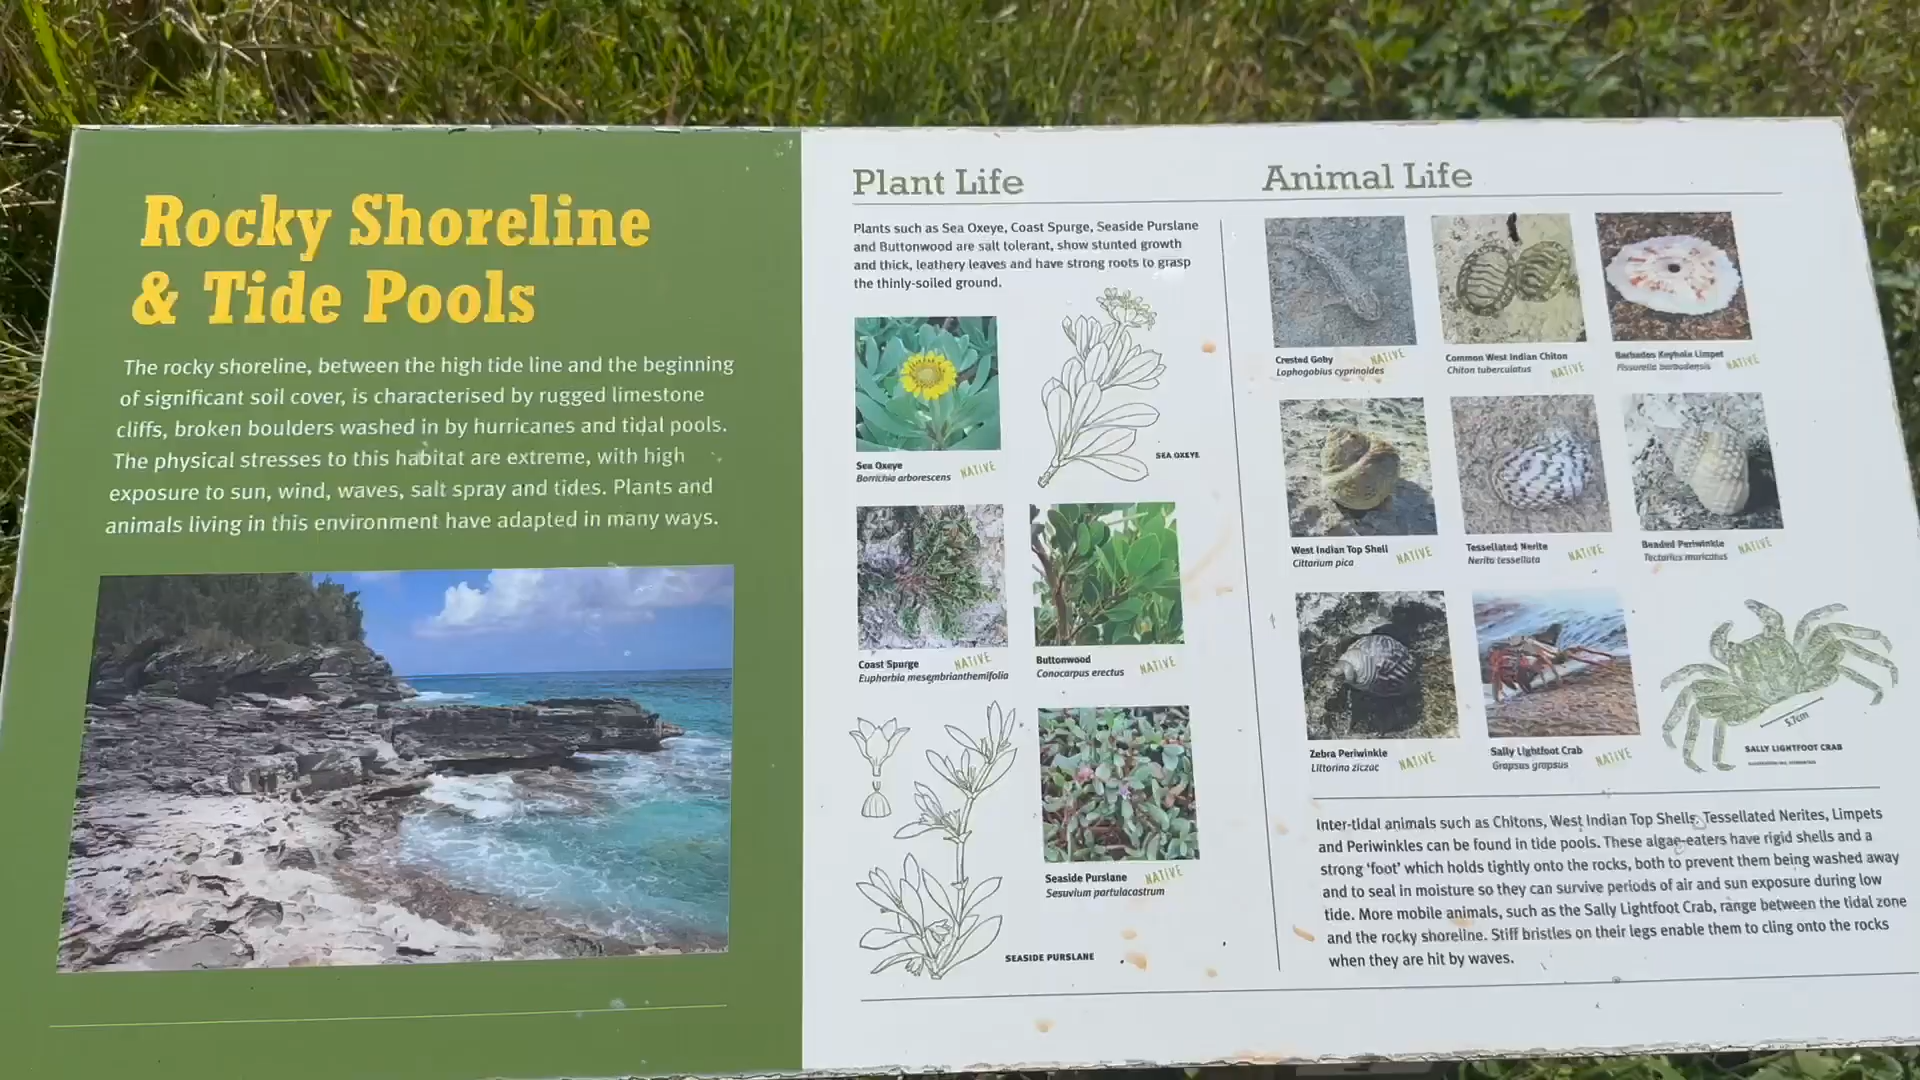 Rocky Shoreline
& Tide Pools
The rocky shoreline, between the high tide line and the beginning
of significant soil cover, is characterised by rugged limestone
cliffs, broken boulders washed in by hurricanes and tidal pools.
The physical stresses to this habitat are extreme, with high
exposure to sun, wind, waves, salt spray and tides. Plants and
animals living in this environment have adapted in many ways.
Plant Life
Plants such as Sea Oxeye, Coast Spurge, Seaside Purslane
and Buttonwood are salt tolerant, show stunted growth
and thick, leathery leaves and have strong roots to grasp
the thinly-soiled ground.
Sea Oxeye
Borrichia arborescens
NATIVE
SEA OXEYE
Coast Spurge
Euphorbia mesembrianthemifolia
NATIVE
Buttonwood
Conocarpus erectus
NATIVE
Seaside Purslane
Sesuvium portulacastrum
NATIVE
SEASIDE PURSLANE
Animal Life
Crested Goby
Lophogobius cyprinoides
NATIVE
Common West Indian Chiton
Chiton tuberculatus
NATIVE
Barbados Keyhole Limpet
Fissurella barbadensis
NATIVE
West Indian Top Shell
Cittarium pica
NATIVE
Tessellated Nerite
Nerita tessellata
NATIVE
Beaded Periwinkle
Tectarius muricatus
NATIVE
Zebra Periwinkle
Littorina ziczac
NATIVE
Sally Lightfoot Crab
Grapsus grapsus
NATIVE
5.7cm
SALLY LIGHTFOOT CRAB
Inter-tidal animals such as Chitons, West Indian Top Shells, Tessellated Nerites, Limpets
and Periwinkles can be found in tide pools. These algae-eaters have rigid shells and a
strong 'foot' which holds tightly onto the rocks, both to prevent them being washed away
and to seal in moisture so they can survive periods of air and sun exposure during low
tide. More mobile animals, such as the Sally Lightfoot Crab, range between the tidal zone
and the rocky shoreline. Stiff bristles on their legs enable them to cling onto the rocks
when they are hit by waves.